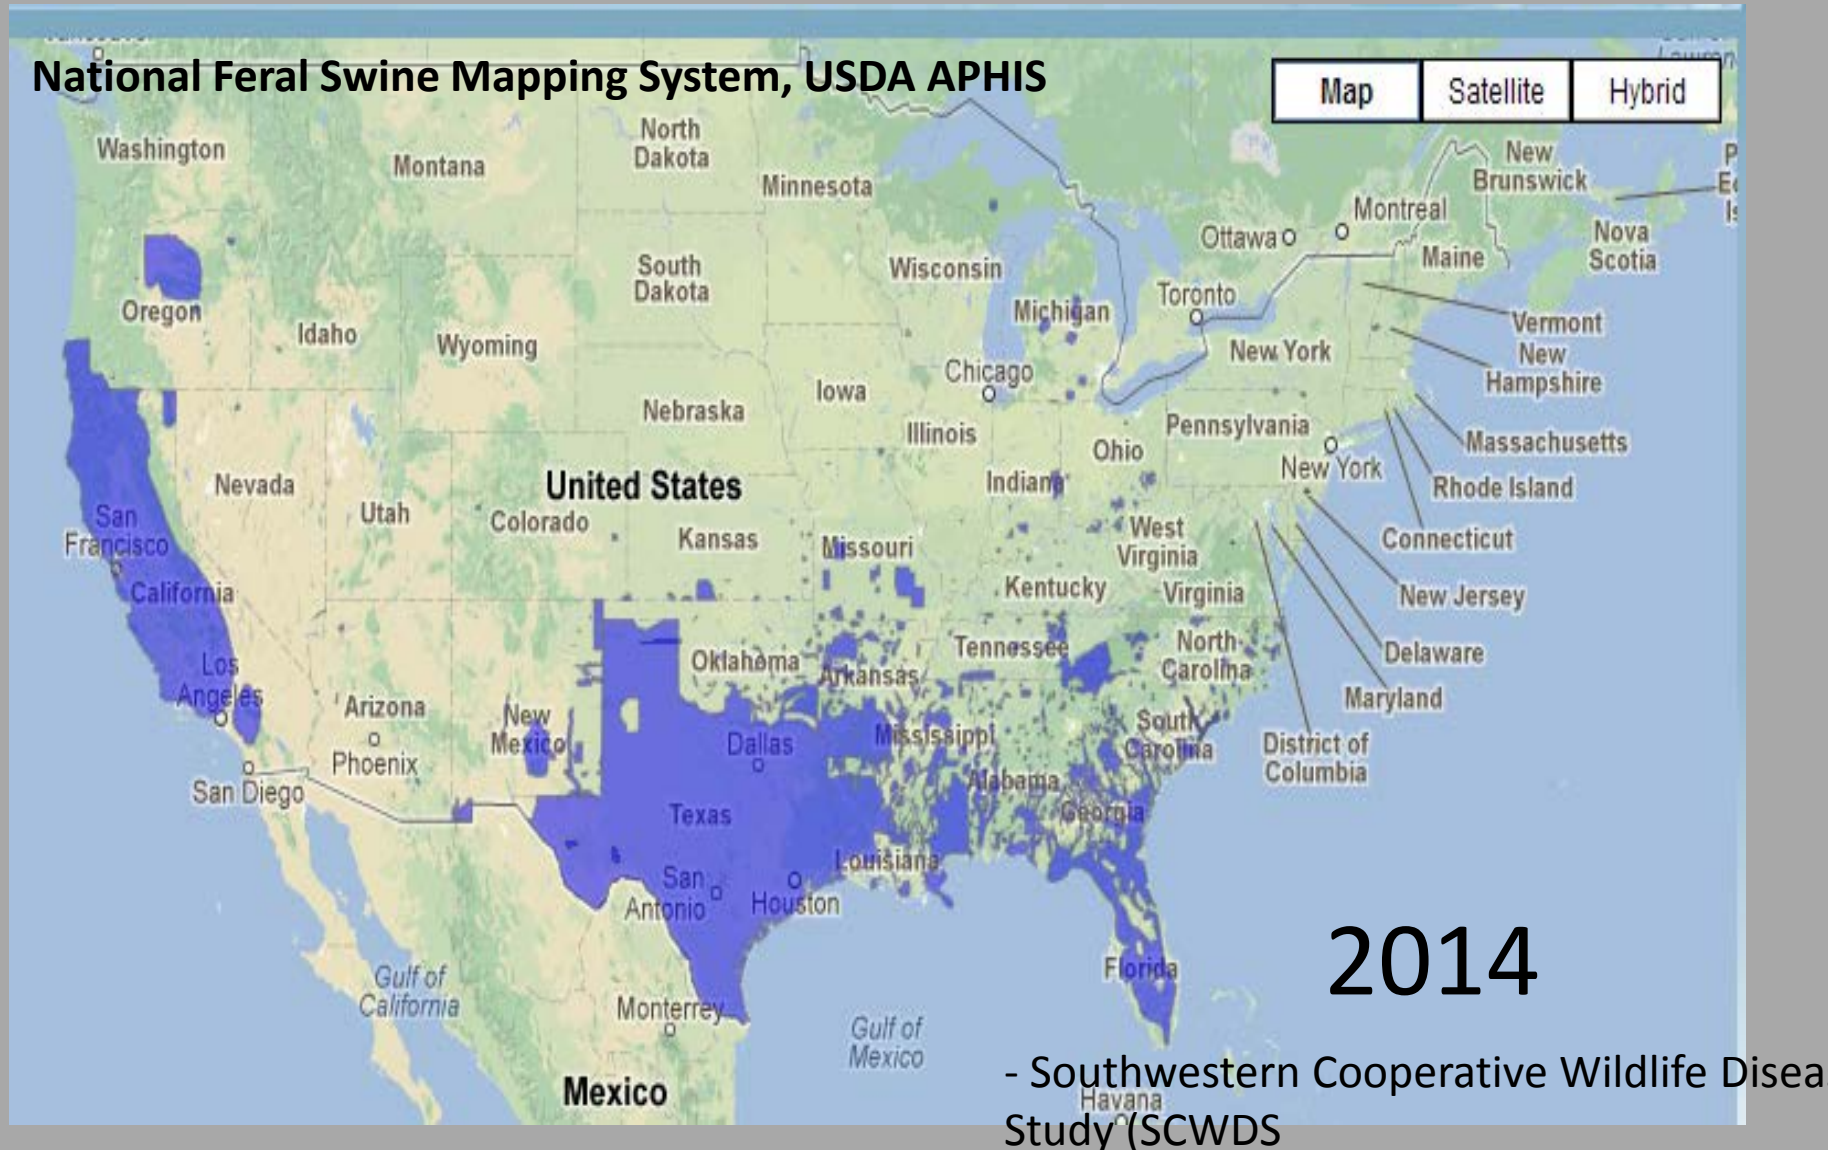 National Feral Swine Mapping System, USDA APHIS
Map
Satellite
Hybrid
Washington
Montana
North
Dakota
Minnesota
New
Brunswick
Montreal
Ottawa
Nova
Scotia
Maine
South
Dakota
Wisconsin
Michigan
Toronto
Oregon
Idaho
Wyoming
Vermont
New York
New
Hampshire
Chicago
Iowa
Nebraska
Illinois
Pennsylvania
Ohio
Massachusetts
New York
Indiana
Rhode Island
Nevada
United States
Utah
Colorado
San
Francisco
Kansas
Missouri
West
Virginia
Connecticut
California
Kentucky
Virginia
New Jersey
Tennessee
North
Carolina
Delaware
Oklahoma
Arkansas
Los
Angeles
Maryland
Arizona
New
Mexico
Phoenix
Dallas
Mississippi
South
Carolina
District of
Columbia
San Diego
Alabama
Texas
Georgia
Louisiana
San
Antonio
Houston
Florida
2014
Gulf of
California
Monterrey
Gulf of
Mexico
Mexico
Havana
- Southwestern Cooperative Wildlife Disea
Study (SCWDS